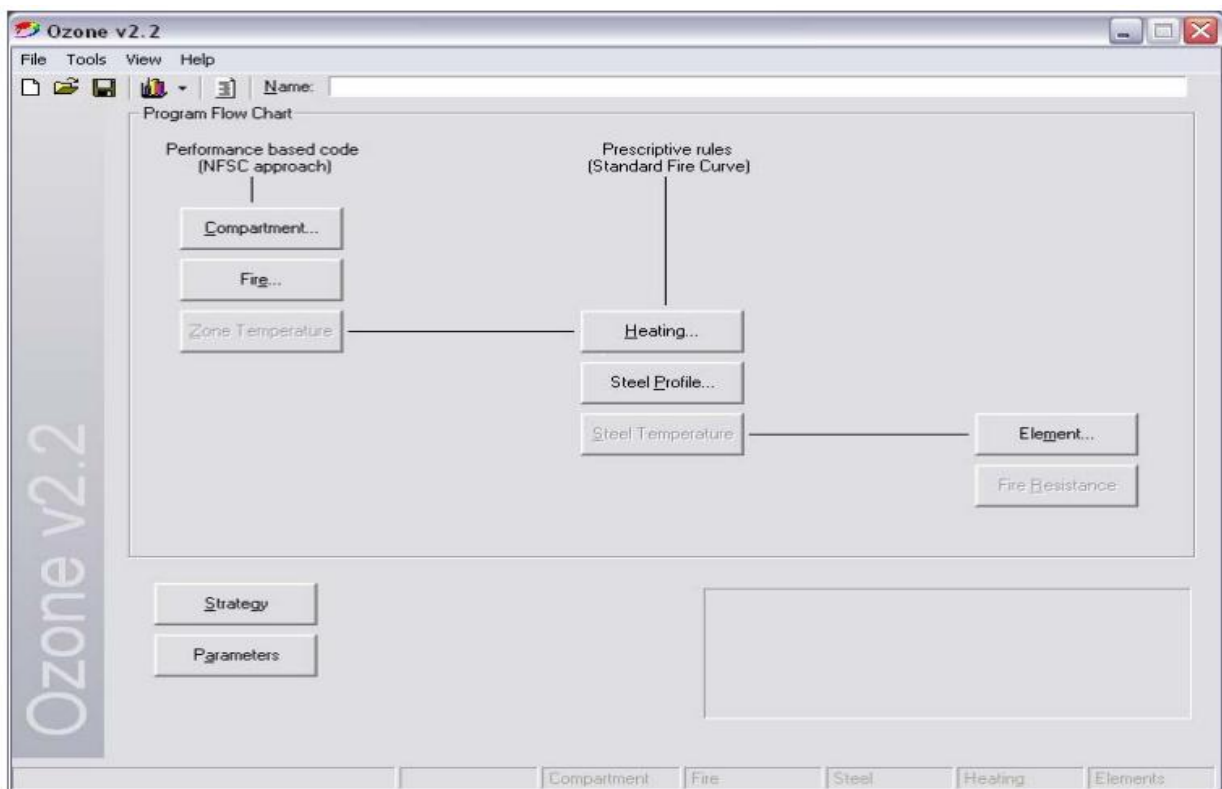 Ozone v2.2
File Tools View Help
Name:
Program Flow Chart
Performance based code
(NFSC approach)
Prescriptive rules
(Standard Fire Curve)
Compartment...
Fire...
Zone Temperature
Heating...
Steel Profile...
Steel Temperature
Element...
Fire Resistance
Strategy
Parameters
Ozone v2.2
Compartment Fire Steel Heating Elements